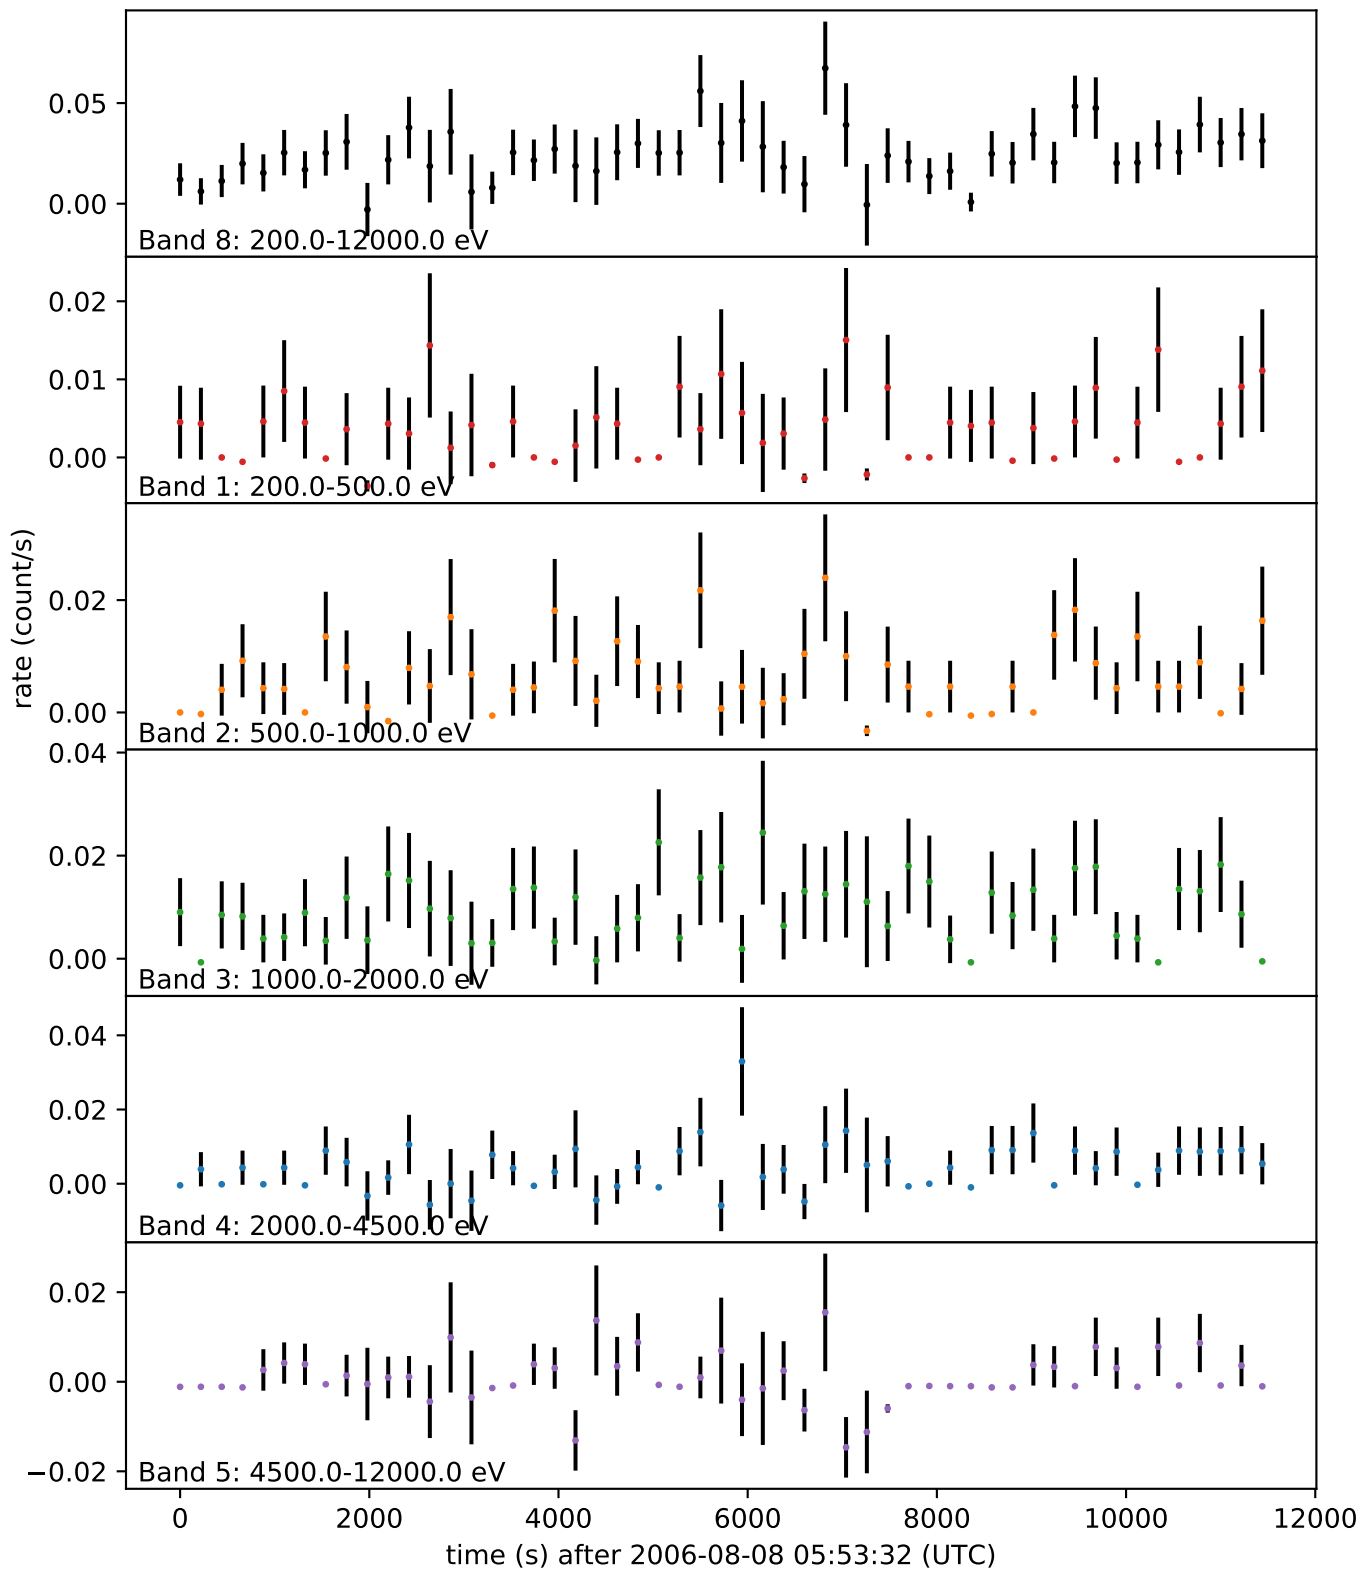 0.05
0.00
Band 8: 200.0-12000.0 eV
0.02
0.01
0.00
Band 1: 200.0-500.0 eV
rate (count/s)
0.02
0.00
Band 2: 500.0-1000.0 eV
0.04
0.02
0.00
Band 3: 1000.0-2000.0 eV
0.04
0.02
0.00
Band 4: 2000.0-4500.0 eV
0.02
0.00
−0.02
Band 5: 4500.0-12000.0 eV
0 2000 4000 6000 8000 10000 12000
time (s) after 2006-08-08 05:53:32 (UTC)